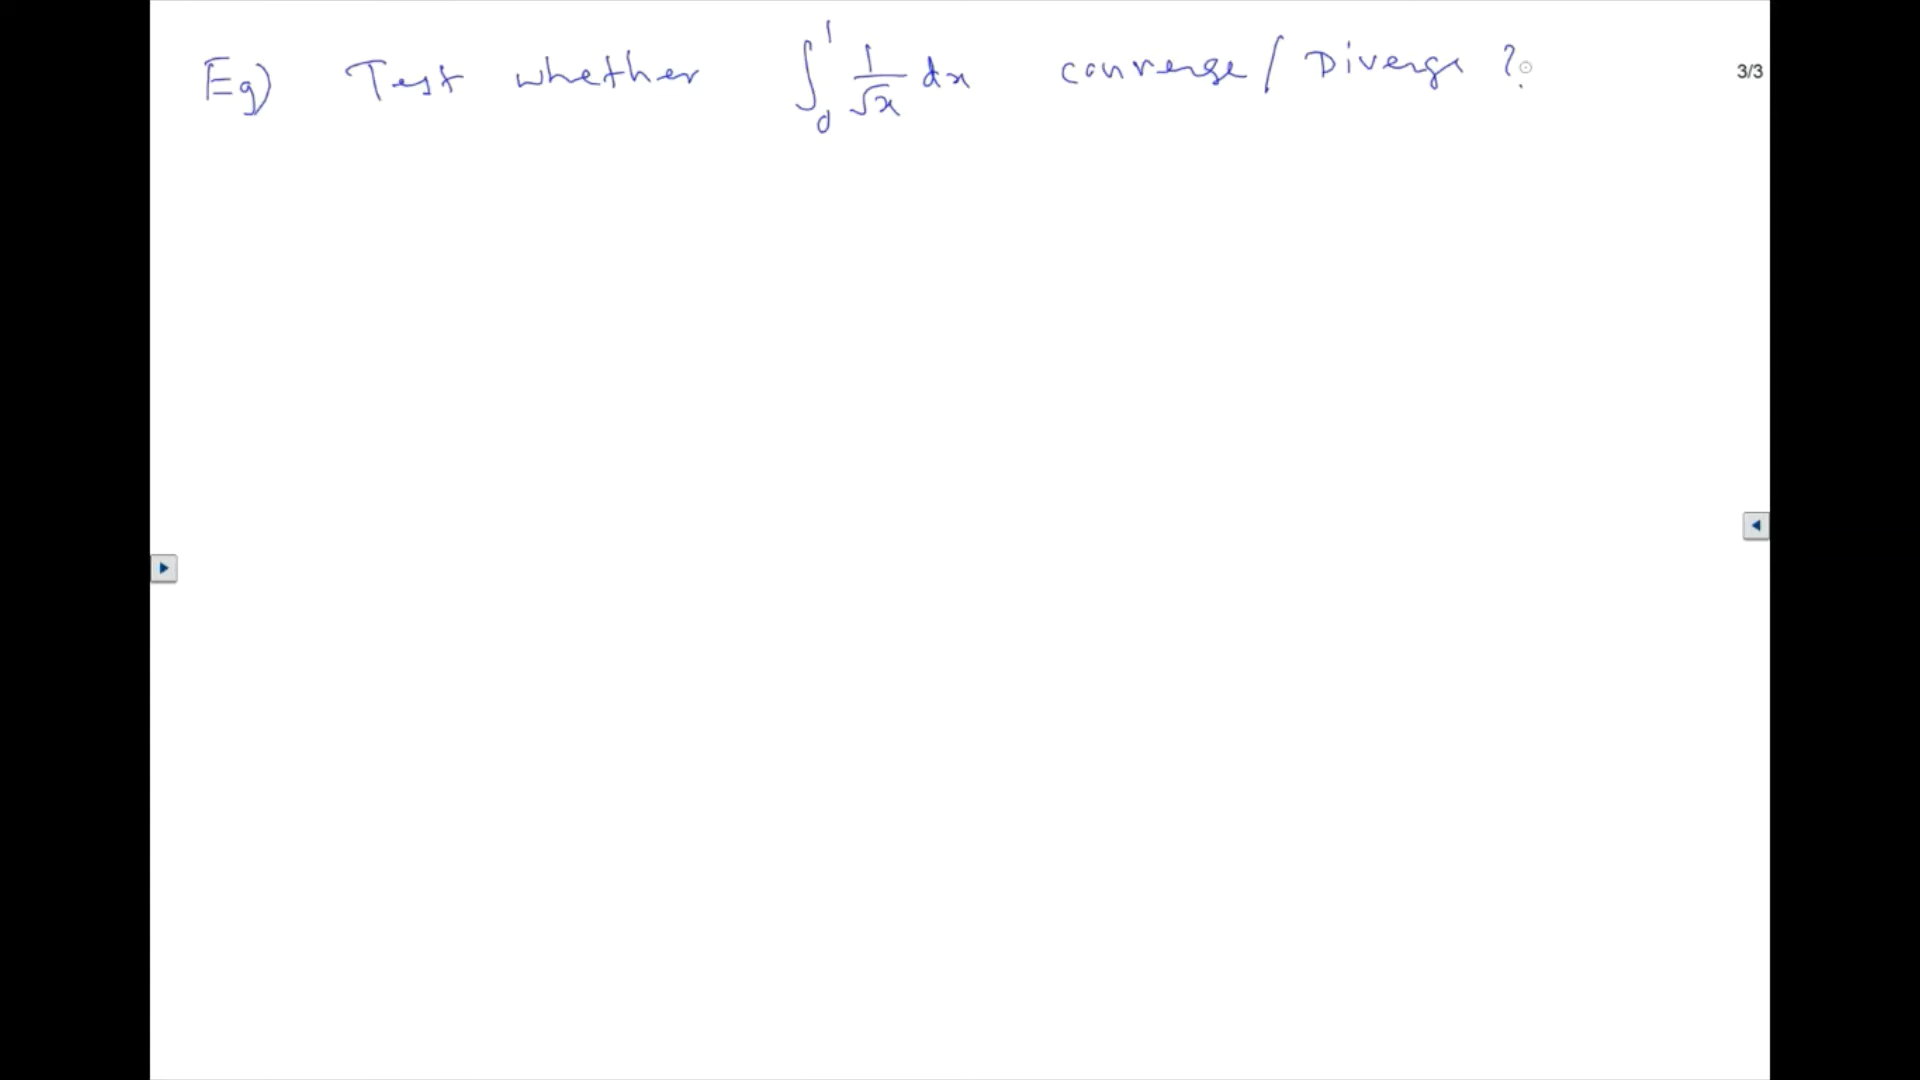 Eg) Test whether ∫₀¹ 1/√x dx converge / Diverge ?
3/3